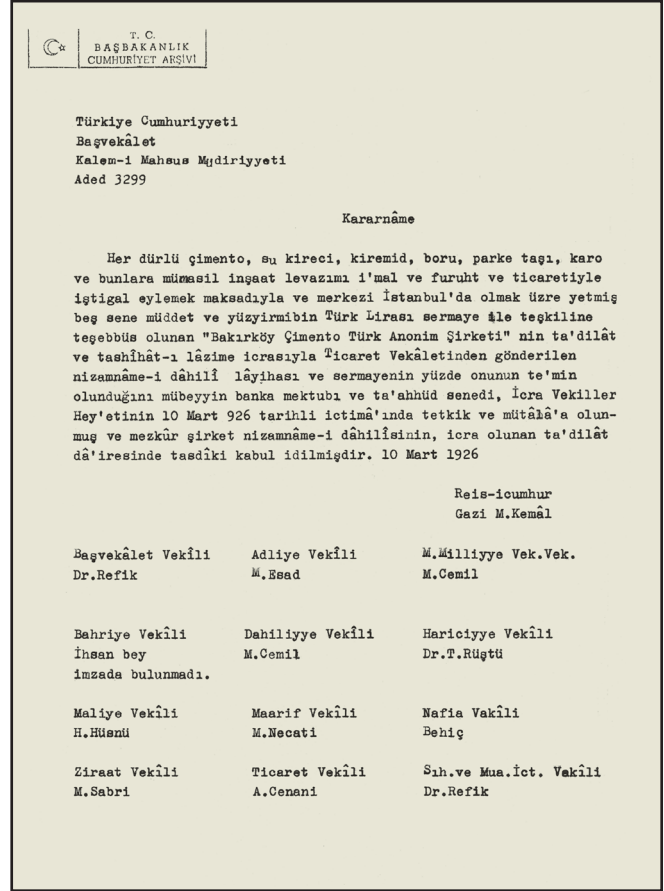 T. C.
BAŞBAKANLIK
CUMHURİYET ARŞİVİ
Türkiye Cumhuriyyeti
Başvekâlet
Kalem-i Mahsus Mydiriyyeti
Aded 3299
Kararnâme
Her dürlü çimento, su kireci, kiremid, boru, parke taşı, karo
ve bunlara mümasil inşaat levazımı i'mal ve furuht ve ticaretiyle
iştigal eylemek maksadıyla ve merkezi İstanbul'da olmak üzre yetmiş
beş sene müddet ve yüzyirmibin Türk Lirası sermaye ile teşkiline
teşebbüs olunan "Bakırköy Çimento Türk Anonim Şirketi" nin ta'dilât
ve tashîhât-ı lâzime icrasıyla Ticaret Vekâletinden gönderilen
nizamnâme-i dâhilî lâyihası ve sermayenin yüzde onunun te'min
olunduğını mübeyyin banka mektubı ve ta'ahhüd senedi, İcra Vekiller
Hey'etinin 10 Mart 926 tarihli ictimâ'ında tetkik ve mütâlâ'a olun-
muş ve mezkûr şirket nizamnâme-i dâhilîsinin, icra olunan ta'dilât
dâ'iresinde tasdîki kabul idilmişdir. 10 Mart 1926
Reis-icumhur
Gazi M.Kemâl
Başvekâlet Vekîli Adliye Vekîli M.Milliyye Vek.Vek.
Dr.Refik M.Esad M.Cemil
Bahriye Vekîli Dahiliyye Vekîli Hariciyye Vekîli
İhsan bey M.Cemil Dr.T.Rüştü
imzada bulunmadı.
Maliye Vekîli Maarif Vekîli Nafia Vakîli
H.Hüsnü M.Necati Behiç
Ziraat Vekîli Ticaret Vekîli Sıh.ve Mua.İct. Vakîli
M.Sabri A.Cenani Dr.Refik